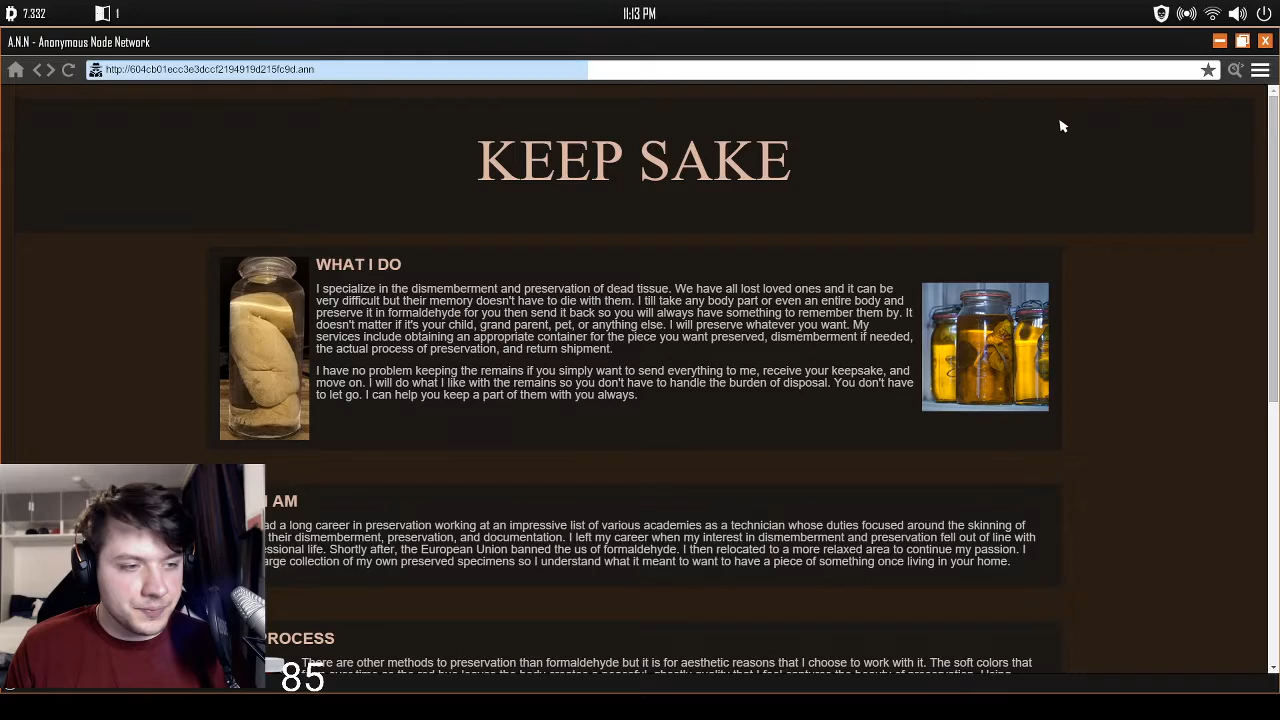 7.332
1
11:13 PM
A.N.N - Anonymous Node Network
http://604cb01ecc3e3dccf2194919d215fc9d.ann
KEEP SAKE
WHAT I DO
I specialize in the dismemberment and preservation of dead tissue. We have all lost loved ones and it can be
very difficult but their memory doesn't have to die with them. I till take any body part or even an entire body and
preserve it in formaldehyde for you then send it back so you will always have something to remember them by. It
doesn't matter if it's your child, grand parent, pet, or anything else. I will preserve whatever you want. My
services include obtaining an appropriate container for the piece you want preserved, dismemberment if needed,
the actual process of preservation, and return shipment.
I have no problem keeping the remains if you simply want to send everything to me, receive your keepsake, and
move on. I will do what I like with the remains so you don't have to handle the burden of disposal. You don't have
to let go. I can help you keep a part of them with you always.
I AM
ad a long career in preservation working at an impressive list of various academies as a technician whose duties focused around the skinning of
their dismemberment, preservation, and documentation. I left my career when my interest in dismemberment and preservation fell out of line with
essional life. Shortly after, the European Union banned the us of formaldehyde. I then relocated to a more relaxed area to continue my passion. I
arge collection of my own preserved specimens so I understand what it meant to want to have a piece of something once living in your home.
PROCESS
There are other methods to preservation than formaldehyde but it is for aesthetic reasons that I choose to work with it. The soft colors that
85